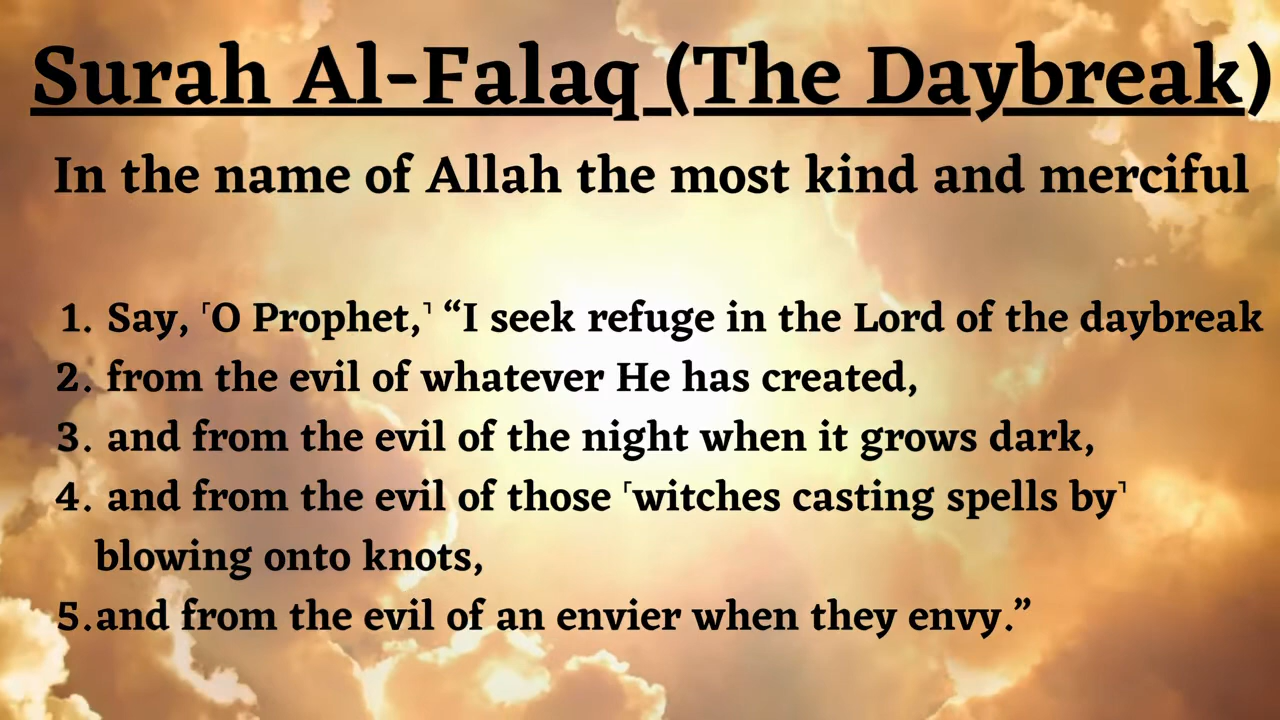 Surah Al-Falaq (The Daybreak)
In the name of Allah the most kind and merciful
1. Say, ˹O Prophet,˺ “I seek refuge in the Lord of the daybreak
2. from the evil of whatever He has created,
3. and from the evil of the night when it grows dark,
4. and from the evil of those ˹witches casting spells by˺
blowing onto knots,
5.and from the evil of an envier when they envy.”